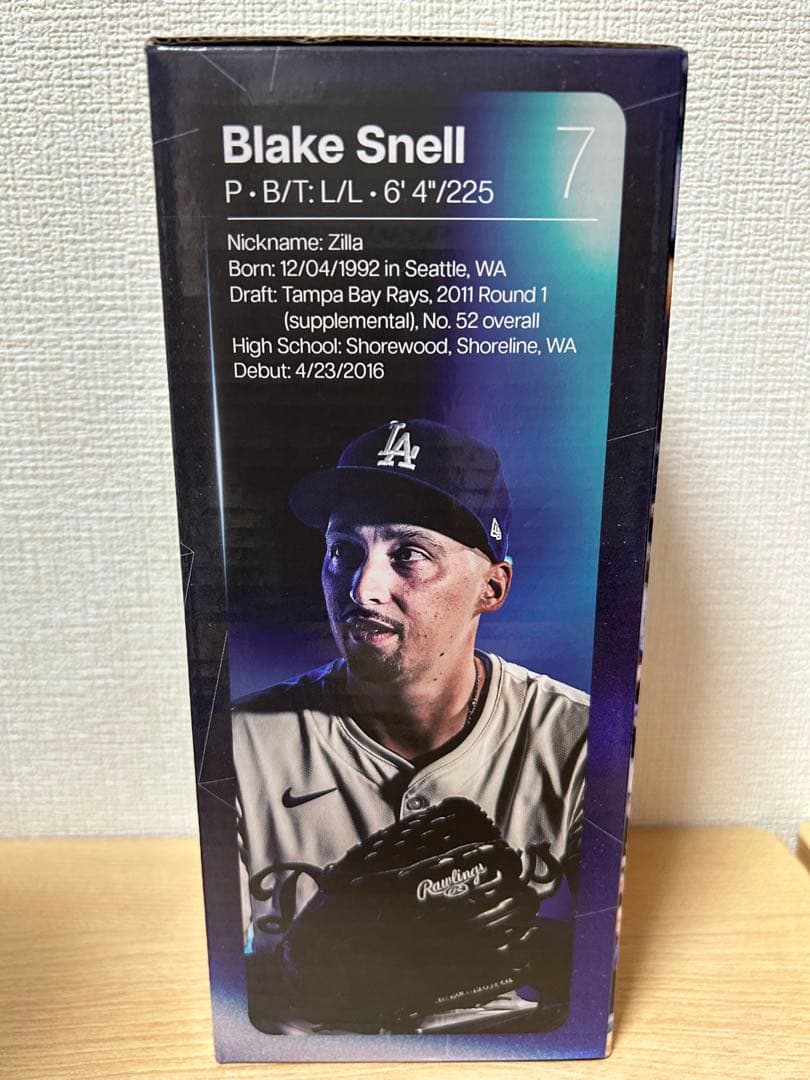 Blake Snell
7
P • B/T: L/L • 6' 4"/225
Nickname: Zilla
Born: 12/04/1992 in Seattle, WA
Draft: Tampa Bay Rays, 2011 Round 1
(supplemental), No. 52 overall
High School: Shorewood, Shoreline, WA
Debut: 4/23/2016
LA
Rawlings
R